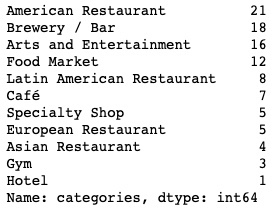 American Restaurant 21
Brewery / Bar 18
Arts and Entertainment 16
Food Market 12
Latin American Restaurant 8
Café 7
Specialty Shop 5
European Restaurant 5
Asian Restaurant 4
Gym 3
Hotel 1
Name: categories, dtype: int64